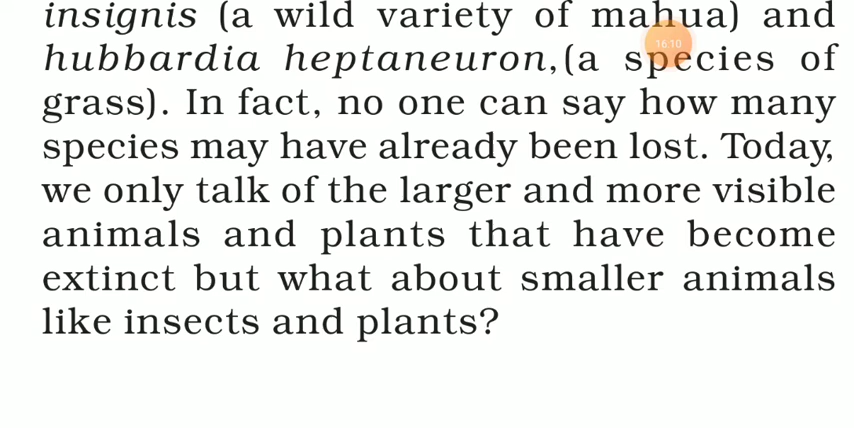 insignis (a wild variety of mahua) and
hubbardia heptaneuron,(a species of
grass). In fact, no one can say how many
species may have already been lost. Today,
we only talk of the larger and more visible
animals and plants that have become
extinct but what about smaller animals
like insects and plants?
16:10